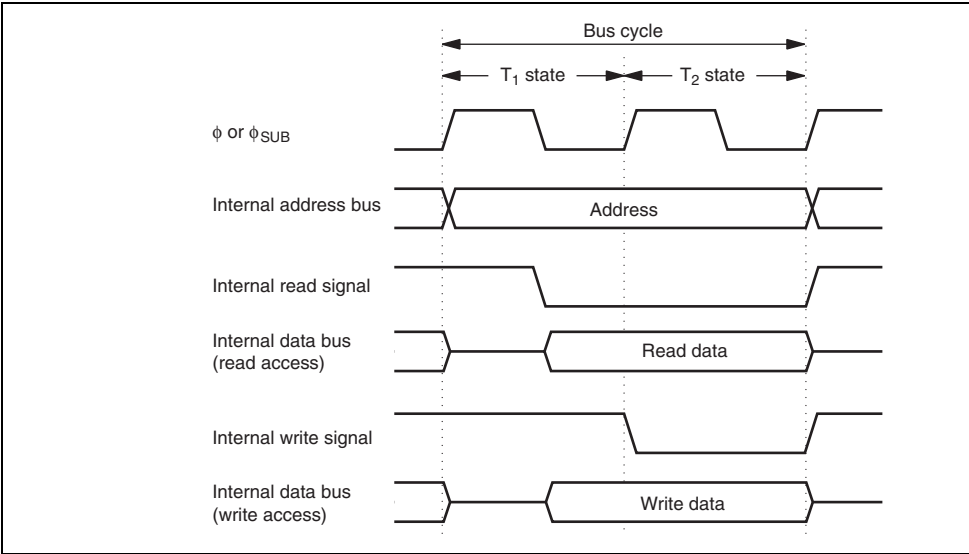 Bus cycle
T₁ state
T₂ state
ϕ or ϕSUB
Internal address bus
Address
Internal read signal
Internal data bus
(read access)
Read data
Internal write signal
Internal data bus
(write access)
Write data